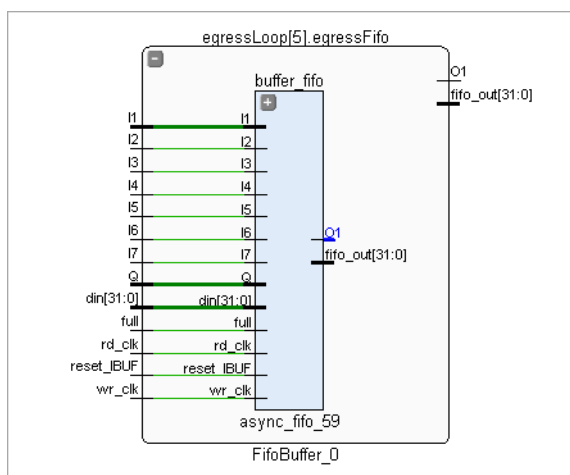 egressLoop[5].egressFifo
O1
fifo_out[31:0]
buffer_fifo
I1 I1
I2 I2
I3 I3
I4 I4
I5 I5
I6 I6
O1
I7 I7
fifo_out[31:0]
Q Q
din[31:0] din[31:0]
full full
rd_clk rd_clk
reset_IBUF reset_IBUF
wr_clk wr_clk
async_fifo_59
FifoBuffer_0